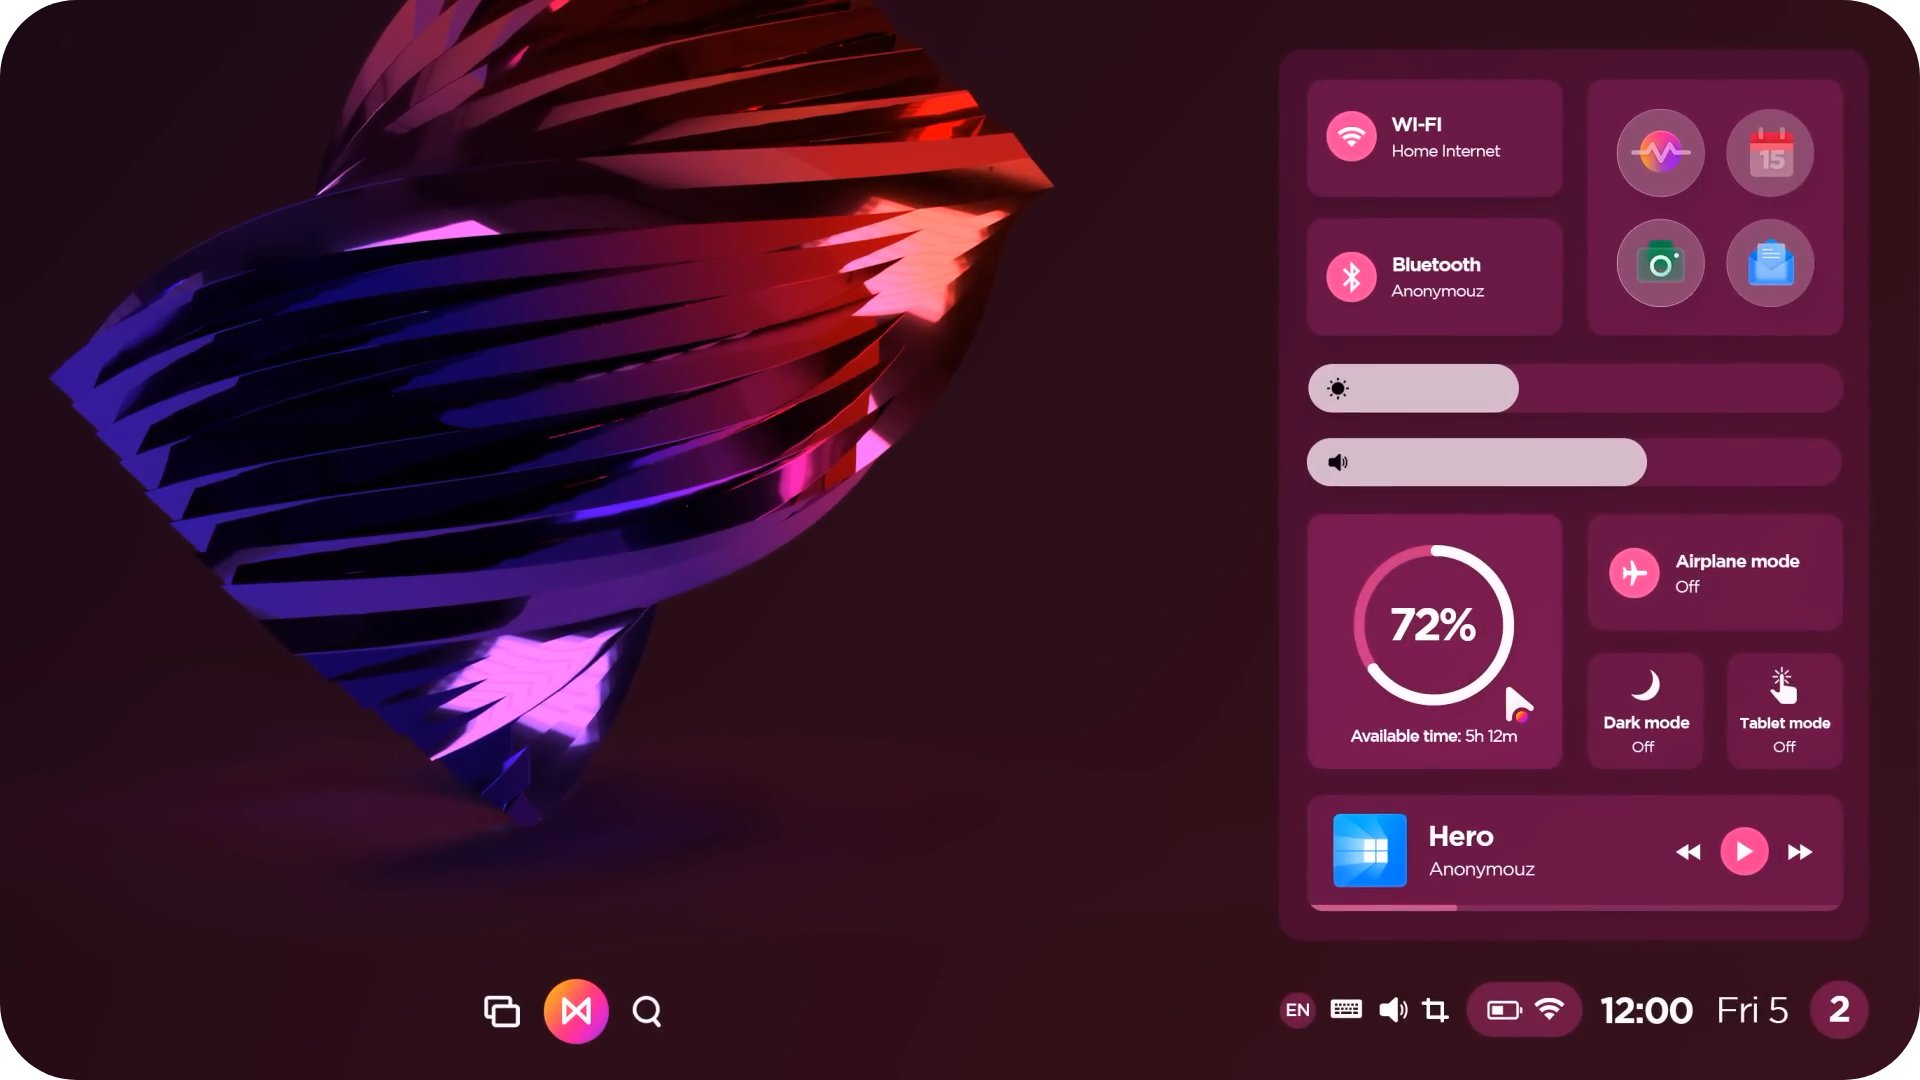 WI-FI
Home Internet
15
Bluetooth
Anonymouz
72%
Available time: 5h 12m
Airplane mode
Off
Dark mode
Off
Tablet mode
Off
Hero
Anonymouz
EN
12:00
Fri 5
2